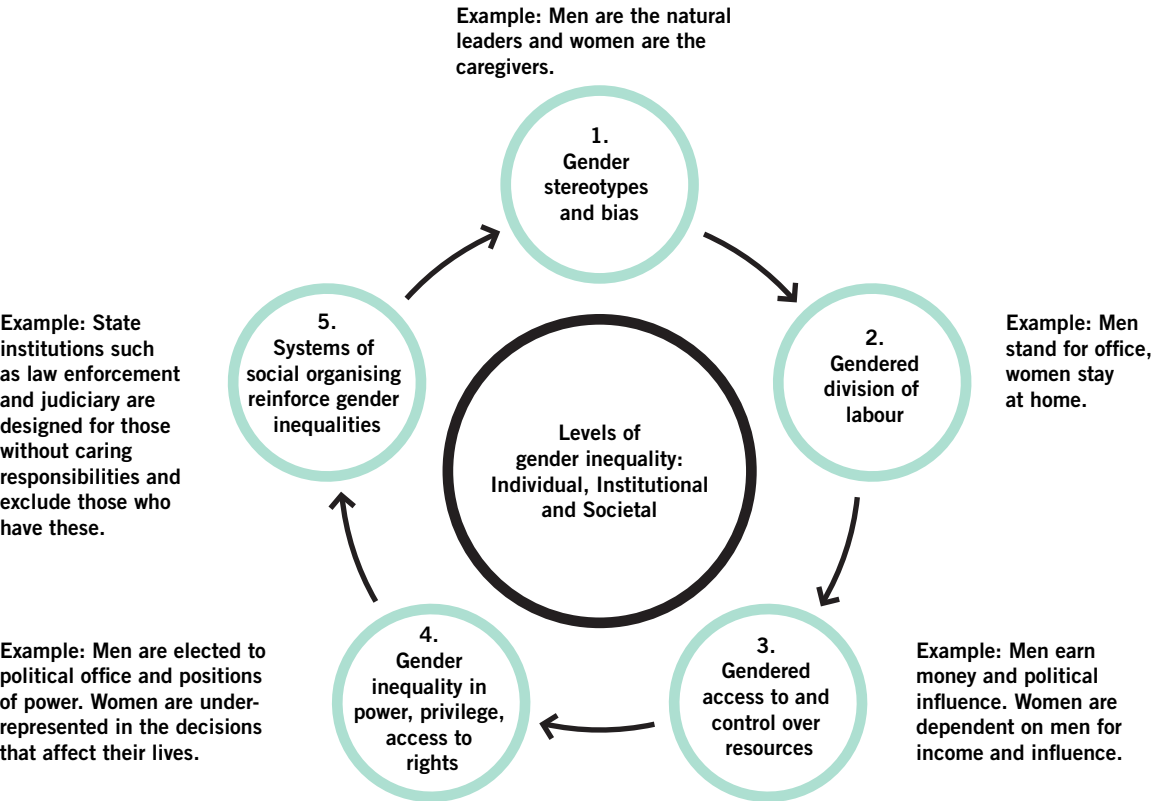 Example: Men are the natural
leaders and women are the
caregivers.
1.
Gender
stereotypes
and bias
2.
Gendered
division of
labour
Example: Men
stand for office,
women stay
at home.
3.
Gendered
access to and
control over
resources
Example: Men earn
money and political
influence. Women are
dependent on men for
income and influence.
4.
Gender
inequality in
power, privilege,
access to
rights
Example: Men are elected to
political office and positions
of power. Women are under-
represented in the decisions
that affect their lives.
5.
Systems of
social organising
reinforce gender
inequalities
Example: State
institutions such
as law enforcement
and judiciary are
designed for those
without caring
responsibilities and
exclude those who
have these.
Levels of
gender inequality:
Individual, Institutional
and Societal